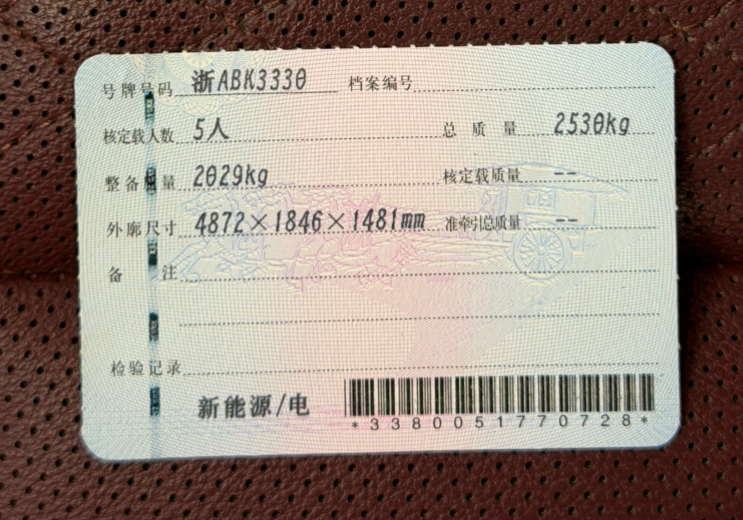 号牌号码 浙ABK3330 档案编号
核定载人数 5人 总质量 2530kg
整备质量 2029kg 核定载质量 --
外廓尺寸 4872×1846×1481mm 准牵引总质量 --
备注
检验记录
新能源/电
*3380051770728*